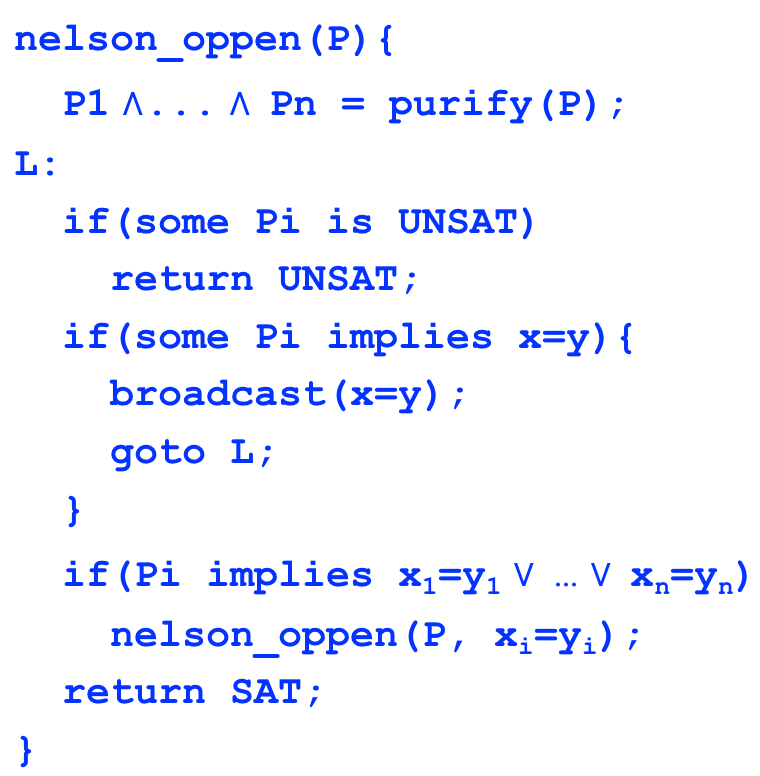 nelson_oppen(P){
P1 ∧...∧ Pn = purify(P);
L:
if(some Pi is UNSAT)
return UNSAT;
if(some Pi implies x=y){
broadcast(x=y);
goto L;
}
if(Pi implies x₁=y₁ ∨ … ∨ xₙ=yₙ)
nelson_oppen(P, xᵢ=yᵢ);
return SAT;
}